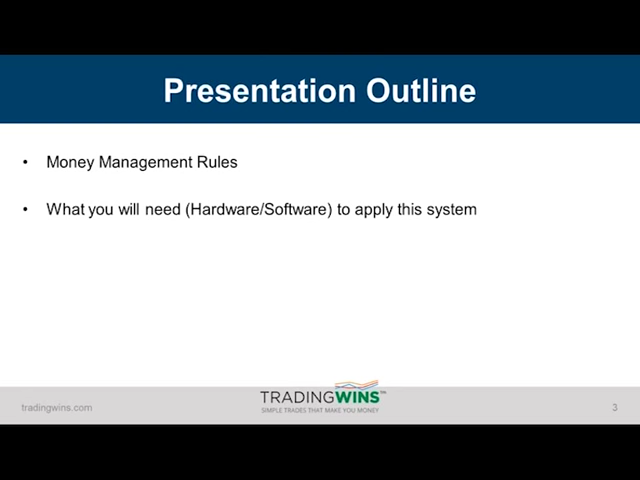 Presentation Outline
• Money Management Rules
• What you will need (Hardware/Software) to apply this system
tradingwins.com
TRADINGWINS
SIMPLE TRADES THAT MAKE YOU MONEY
3